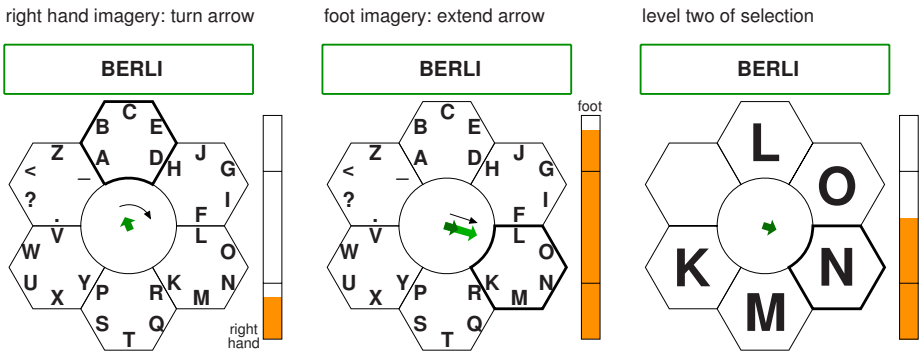 right hand imagery: turn arrow
BERLI
C
B E
A D
Z _
<
?
.
J
H G
I
F
V
W
U Y
X
L
O
K N
M
P R
S Q
T
right
hand
foot imagery: extend arrow
BERLI
foot
C
B E
A D
Z _
<
?
.
J
H G
I
F
V
W
U Y
X
L
O
K N
M
P R
S Q
T
level two of selection
BERLI
L
O
K N
M